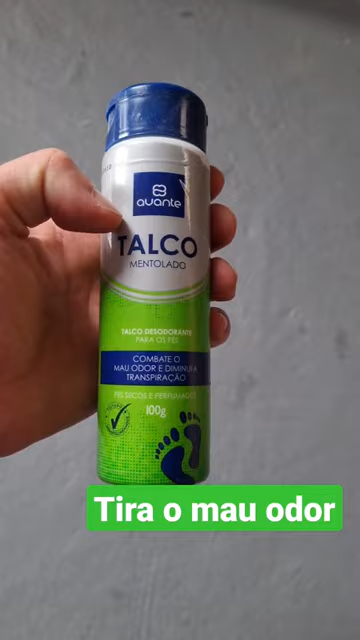 avante
TALCO
MENTOLADO
TALCO DESODORANTE
PARA OS PÉS
COMBATE O
MAU ODOR E DIMINUI A
TRANSPIRAÇÃO
PÉS SECOS E PERFUMADOS
100g
Tira o mau odor